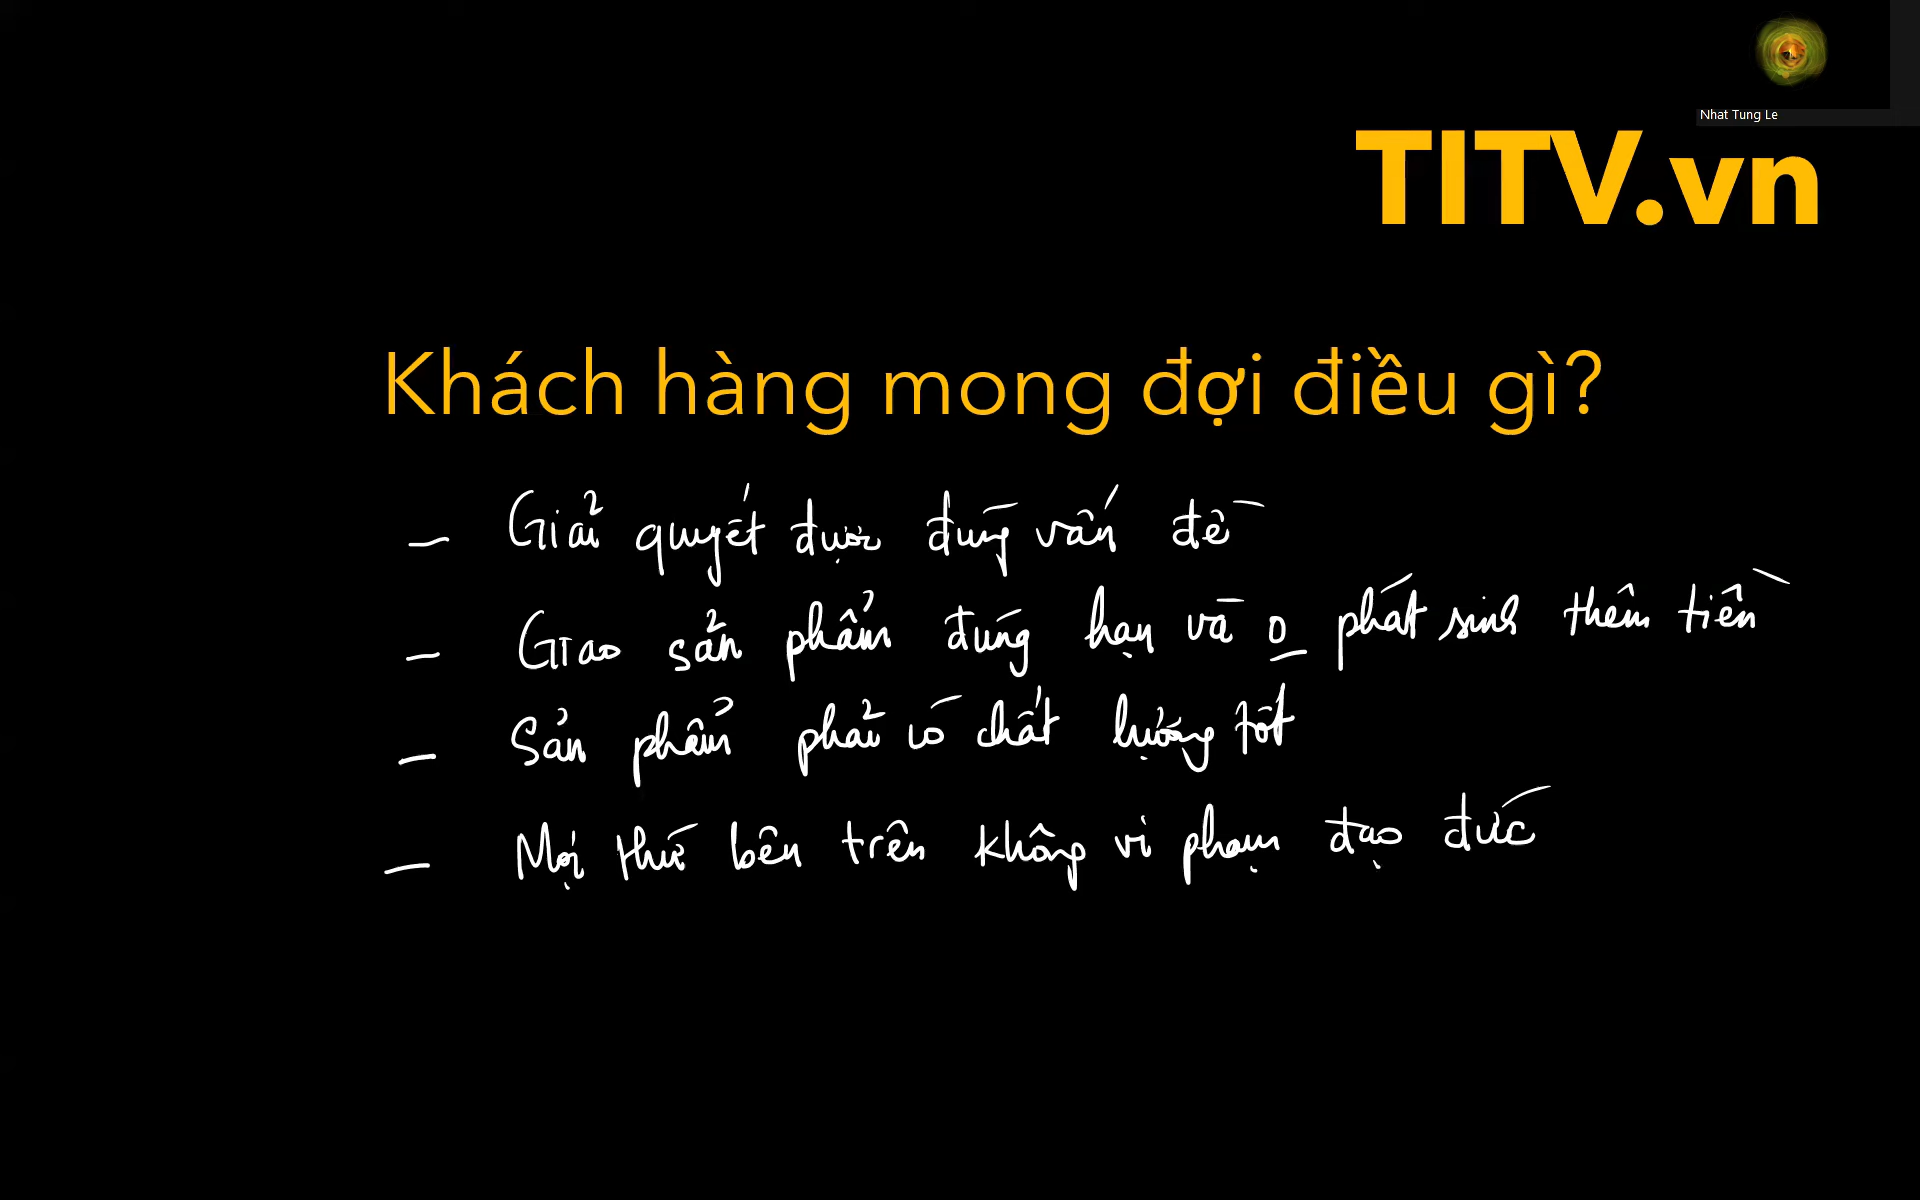 Nhat Tung Le
TITV.vn
Khách hàng mong đợi điều gì?
- Giải quyết được đúng vấn đề
- Giao sản phẩm đúng hạn và 0 phát sinh thêm tiền
- Sản phẩm phải có chất lượng tốt
- Mọi thứ bên trên không vi phạm đạo đức